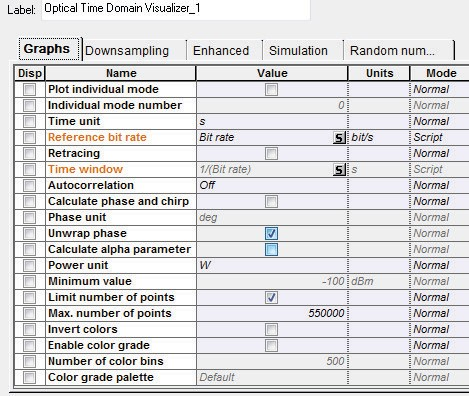 Label: Optical Time Domain Visualizer_1
Graphs Downsampling Enhanced Simulation Random num...
Disp Name Value Units Mode
Plot individual mode Normal
Individual mode number 0 Normal
Time unit s Normal
Reference bit rate Bit rate S bit/s Script
Retracing Normal
Time window 1/(Bit rate) S s Script
Autocorrelation Off Normal
Calculate phase and chirp Normal
Phase unit deg Normal
Unwrap phase Normal
Calculate alpha parameter Normal
Power unit W Normal
Minimum value -100 dBm Normal
Limit number of points Normal
Max. number of points 550000 Normal
Invert colors Normal
Enable color grade Normal
Number of color bins 500 Normal
Color grade palette Default Normal